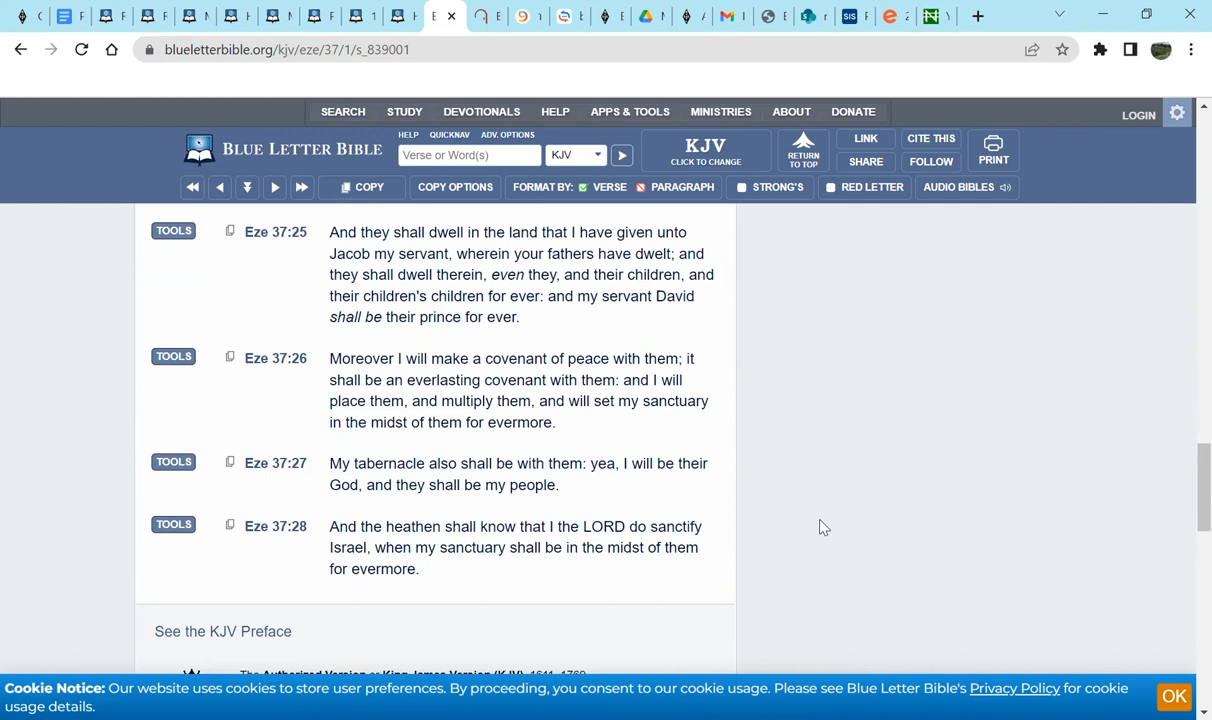 blueletterbible.org/kjv/eze/37/1/s_839001
SEARCH STUDY DEVOTIONALS HELP APPS & TOOLS MINISTRIES ABOUT DONATE LOGIN
BLUE LETTER BIBLE
HELP QUICKNAV ADV. OPTIONS
Verse or Word(s) KJV
KJV
CLICK TO CHANGE
RETURN
TO TOP
LINK CITE THIS
SHARE FOLLOW
PRINT
COPY COPY OPTIONS FORMAT BY: VERSE PARAGRAPH STRONG'S RED LETTER AUDIO BIBLES
TOOLS Eze 37:25 And they shall dwell in the land that I have given unto
Jacob my servant, wherein your fathers have dwelt; and
they shall dwell therein, even they, and their children, and
their children's children for ever: and my servant David
shall be their prince for ever.
TOOLS Eze 37:26 Moreover I will make a covenant of peace with them; it
shall be an everlasting covenant with them: and I will
place them, and multiply them, and will set my sanctuary
in the midst of them for evermore.
TOOLS Eze 37:27 My tabernacle also shall be with them: yea, I will be their
God, and they shall be my people.
TOOLS Eze 37:28 And the heathen shall know that I the LORD do sanctify
Israel, when my sanctuary shall be in the midst of them
for evermore.
See the KJV Preface
The Authorized Version or King James Version (KJV), 1611, 1769
Cookie Notice: Our website uses cookies to store user preferences. By proceeding, you consent to our cookie usage. Please see Blue Letter Bible's Privacy Policy for cookie
usage details.
OK